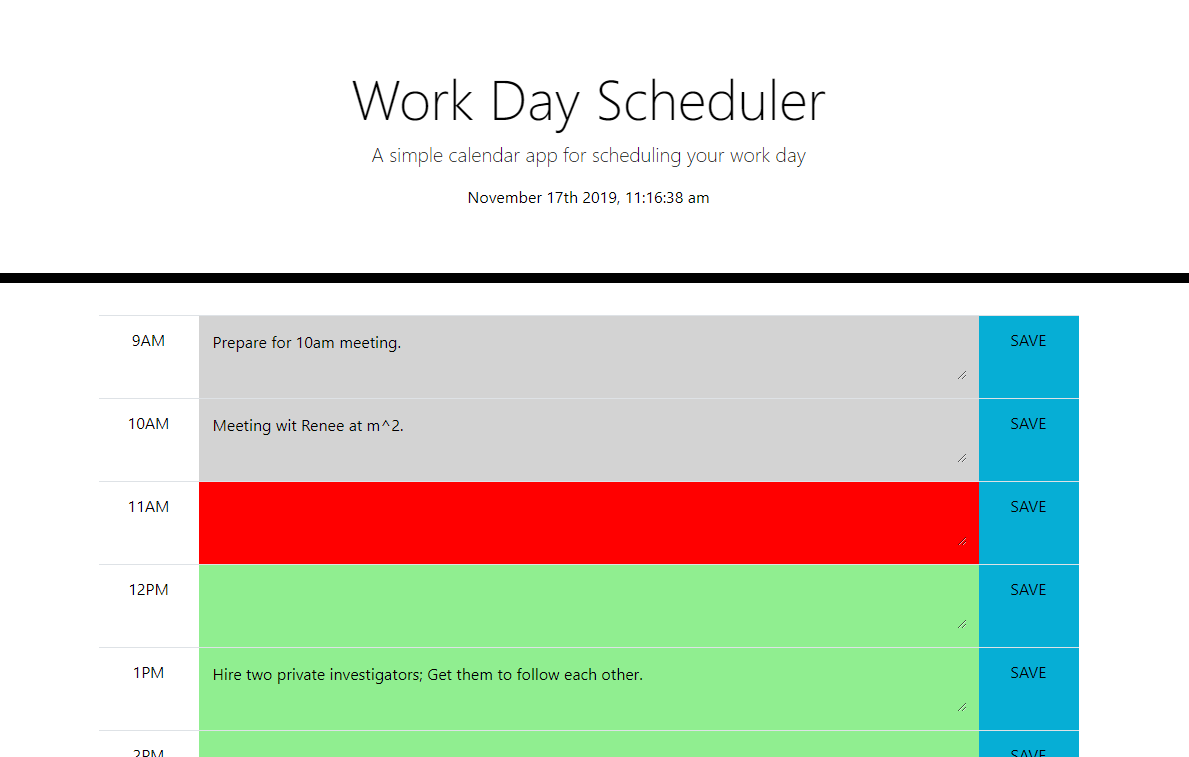 Work Day Scheduler
A simple calendar app for scheduling your work day
November 17th 2019, 11:16:38 am
9AM Prepare for 10am meeting. SAVE
10AM Meeting wit Renee at m^2. SAVE
11AM SAVE
12PM SAVE
1PM Hire two private investigators; Get them to follow each other. SAVE
2PM SAVE